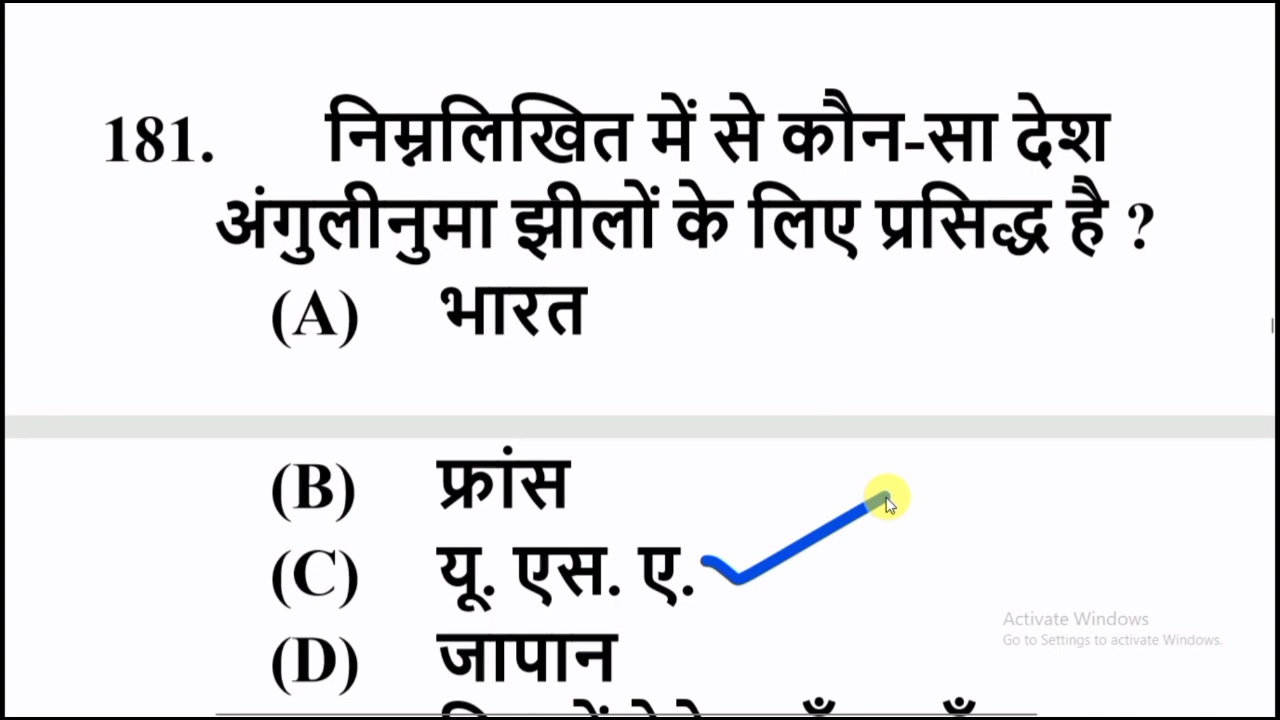 181. निम्नलिखित में से कौन-सा देश
अंगुलीनुमा झीलों के लिए प्रसिद्ध है ?
(A) भारत
(B) फ्रांस
(C) यू. एस. ए.
(D) जापान
Activate Windows
Go to Settings to activate Windows.